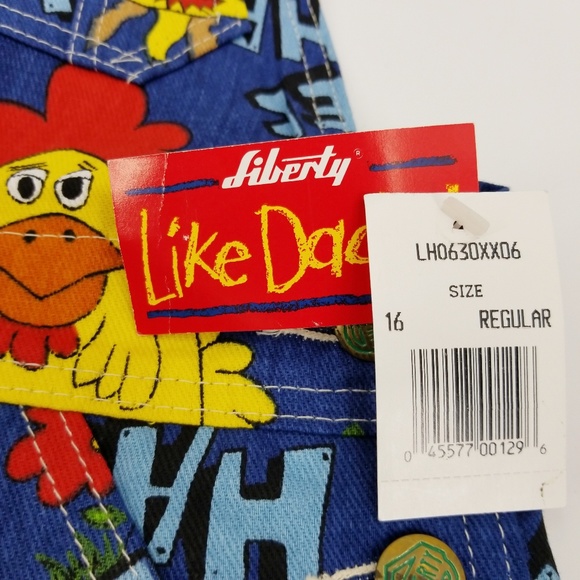 Liberty®
Like Dad
LH0630XX06
SIZE
16 REGULAR
0 45577 00129 6
H
H
H